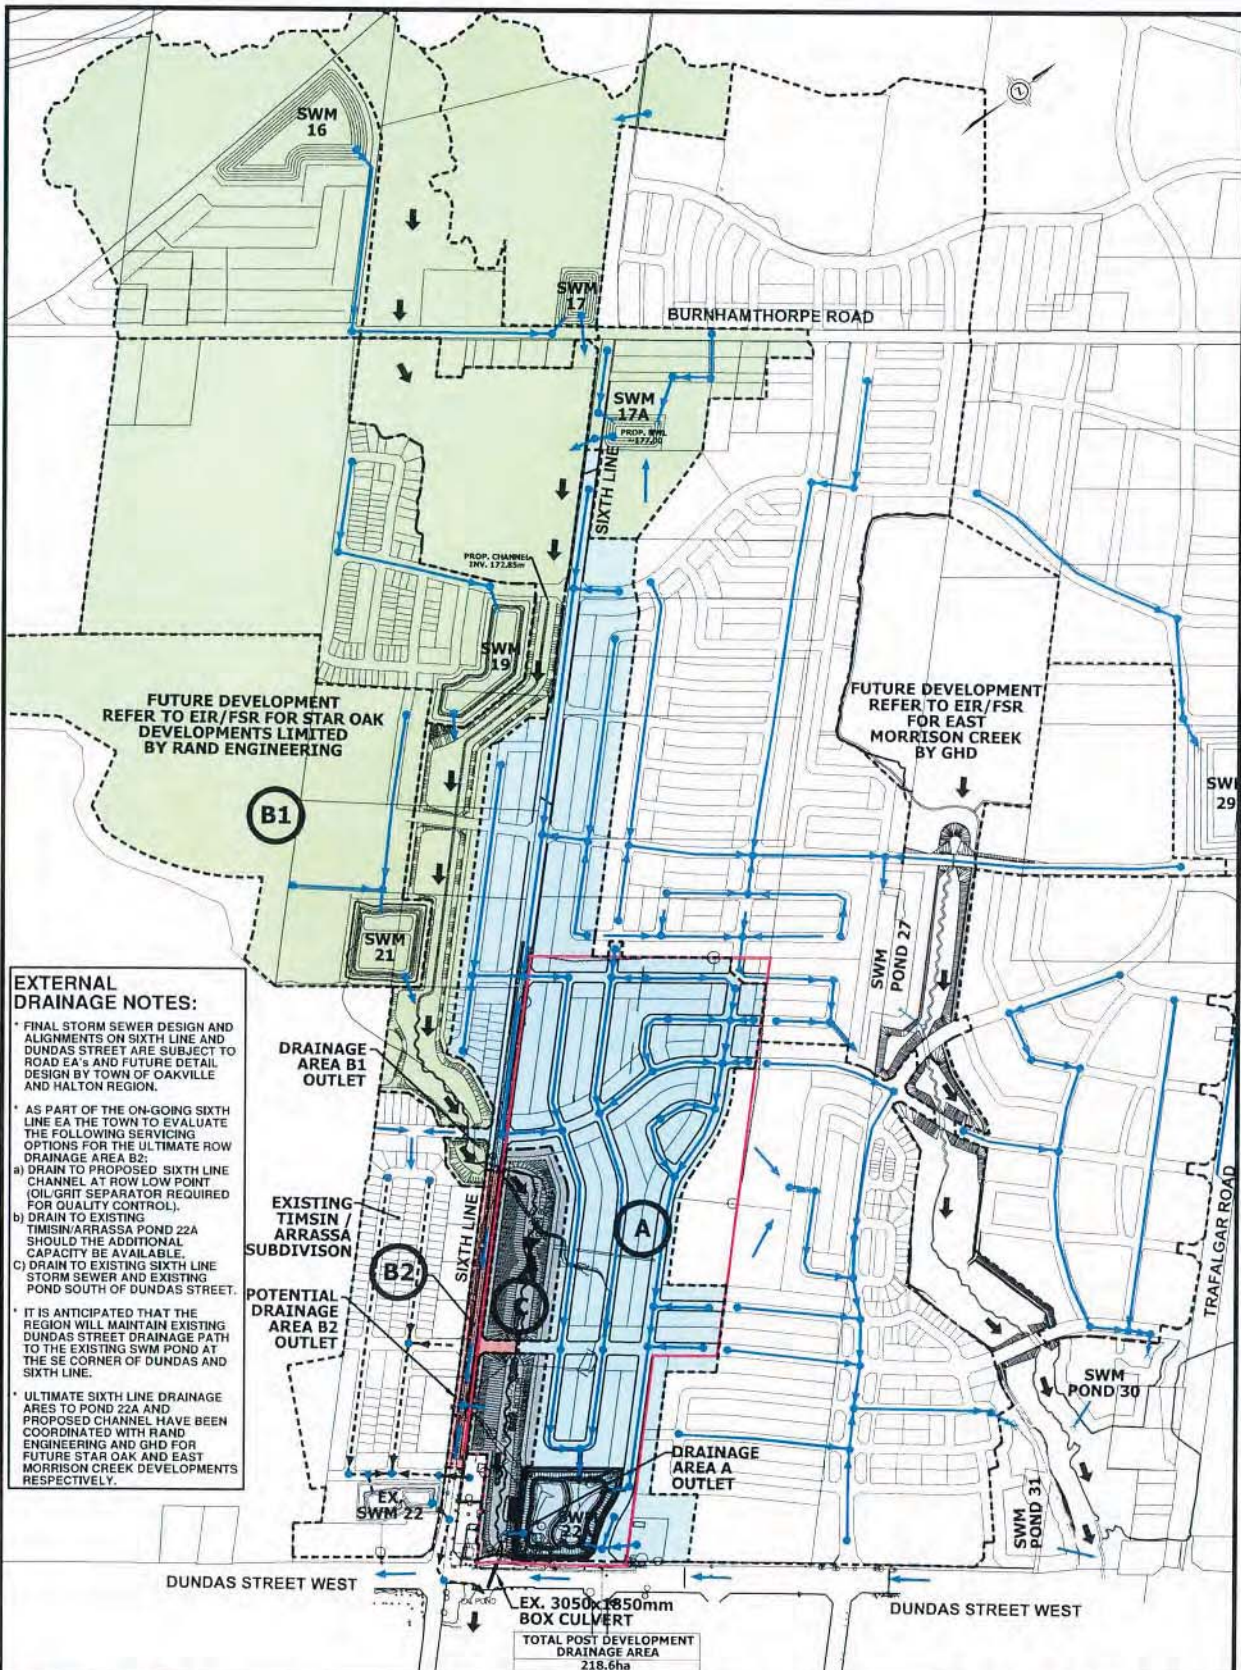 SWM
16
SWM
17
BURNHAMTHORPE ROAD
SWM
17A
PROP. NWL
~177.00
SIXTH LINE
PROP. CHANNEL
INV. 172.85m
SWM
19
FUTURE DEVELOPMENT
REFER TO EIR/FSR FOR STAR OAK
DEVELOPMENTS LIMITED
BY RAND ENGINEERING
FUTURE DEVELOPMENT
REFER TO EIR/FSR
FOR EAST
MORRISON CREEK
BY GHD
SWM
29
B1
SWM
21
SWM
POND 27
EXTERNAL
DRAINAGE NOTES:
* FINAL STORM SEWER DESIGN AND
ALIGNMENTS ON SIXTH LINE AND
DUNDAS STREET ARE SUBJECT TO
ROAD EA's AND FUTURE DETAIL
DESIGN BY TOWN OF OAKVILLE
AND HALTON REGION.
* AS PART OF THE ON-GOING SIXTH
LINE EA THE TOWN TO EVALUATE
THE FOLLOWING SERVICING
OPTIONS FOR THE ULTIMATE ROW
DRAINAGE AREA B2:
a) DRAIN TO PROPOSED SIXTH LINE
CHANNEL AT ROW LOW POINT
(OIL/GRIT SEPARATOR REQUIRED
FOR QUALITY CONTROL).
b) DRAIN TO EXISTING
TIMSIN/ARRASSA POND 22A
SHOULD THE ADDITIONAL
CAPACITY BE AVAILABLE.
C) DRAIN TO EXISTING SIXTH LINE
STORM SEWER AND EXISTING
POND SOUTH OF DUNDAS STREET.
* IT IS ANTICIPATED THAT THE
REGION WILL MAINTAIN EXISTING
DUNDAS STREET DRAINAGE PATH
TO THE EXISTING SWM POND AT
THE SE CORNER OF DUNDAS AND
SIXTH LINE.
* ULTIMATE SIXTH LINE DRAINAGE
ARES TO POND 22A AND
PROPOSED CHANNEL HAVE BEEN
COORDINATED WITH RAND
ENGINEERING AND GHD FOR
FUTURE STAR OAK AND EAST
MORRISON CREEK DEVELOPMENTS
RESPECTIVELY.
DRAINAGE
AREA B1
OUTLET
EXISTING
TIMSIN /
ARRASSA
SUBDIVISON
SIXTH LINE
A
B2
C
POTENTIAL
DRAINAGE
AREA B2
OUTLET
TRAFALGAR ROAD
SWM
POND 30
DRAINAGE
AREA A
OUTLET
SWM
POND 31
EX.
SWM 22
SWM
DUNDAS STREET WEST
EX. 3050x1850mm
BOX CULVERT
DUNDAS STREET WEST
TOTAL POST DEVELOPMENT
DRAINAGE AREA
218.6ha